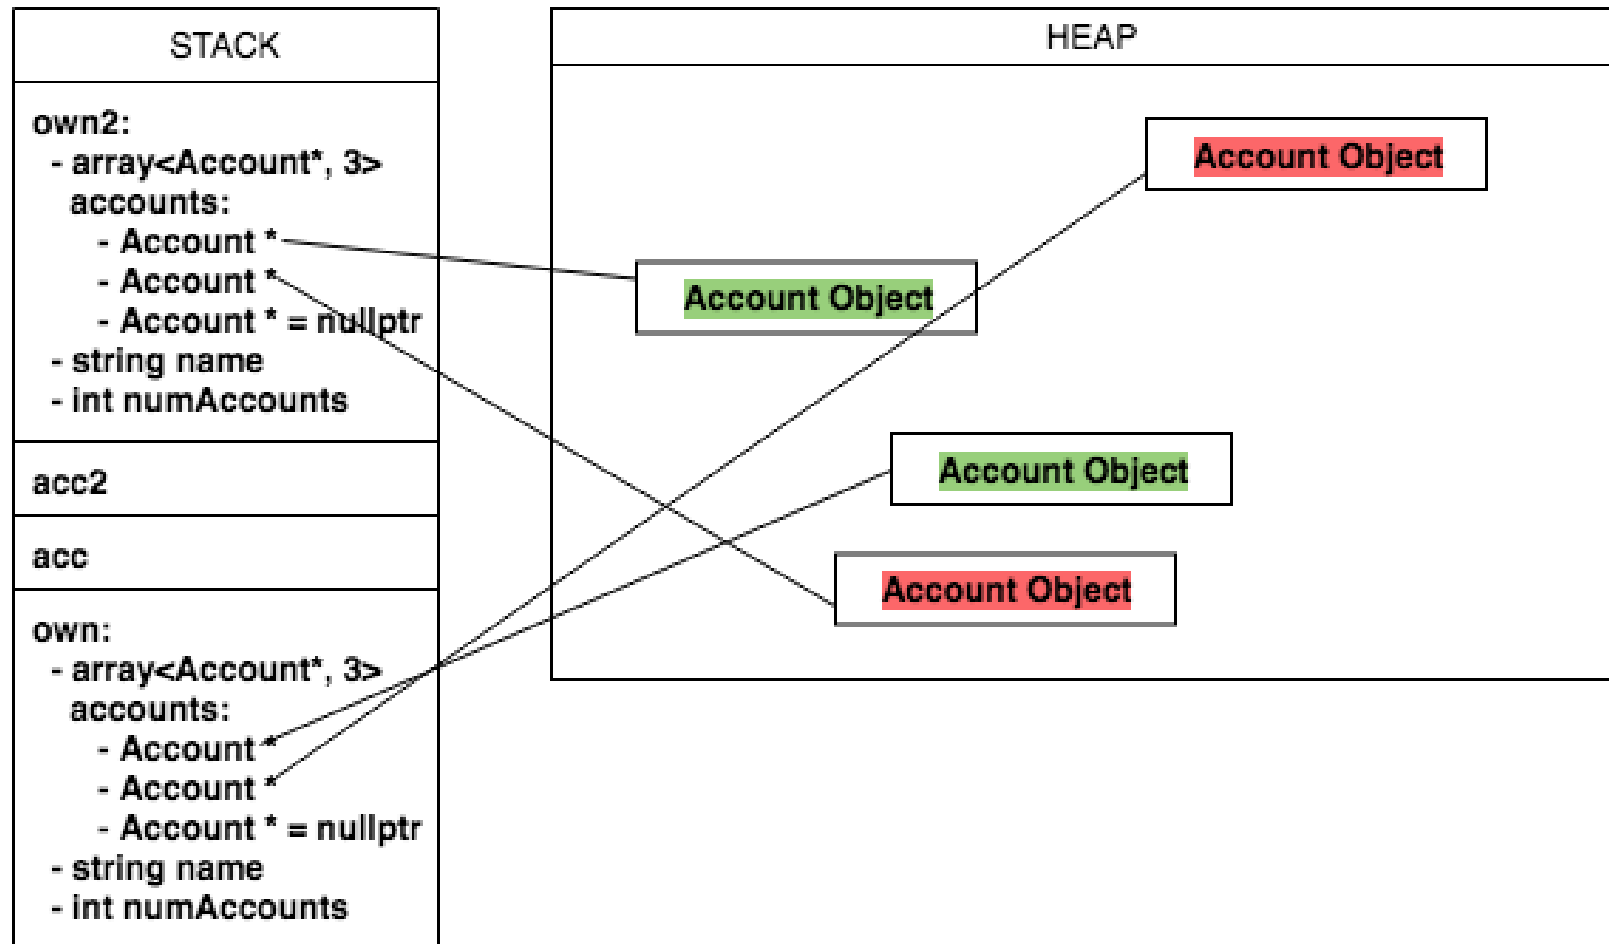 STACK
own2:
- array<Account*, 3>
accounts:
- Account *
- Account *
- Account * = nullptr
- string name
- int numAccounts
acc2
acc
own:
- array<Account*, 3>
accounts:
- Account *
- Account *
- Account * = nullptr
- string name
- int numAccounts
HEAP
Account Object
Account Object
Account Object
Account Object